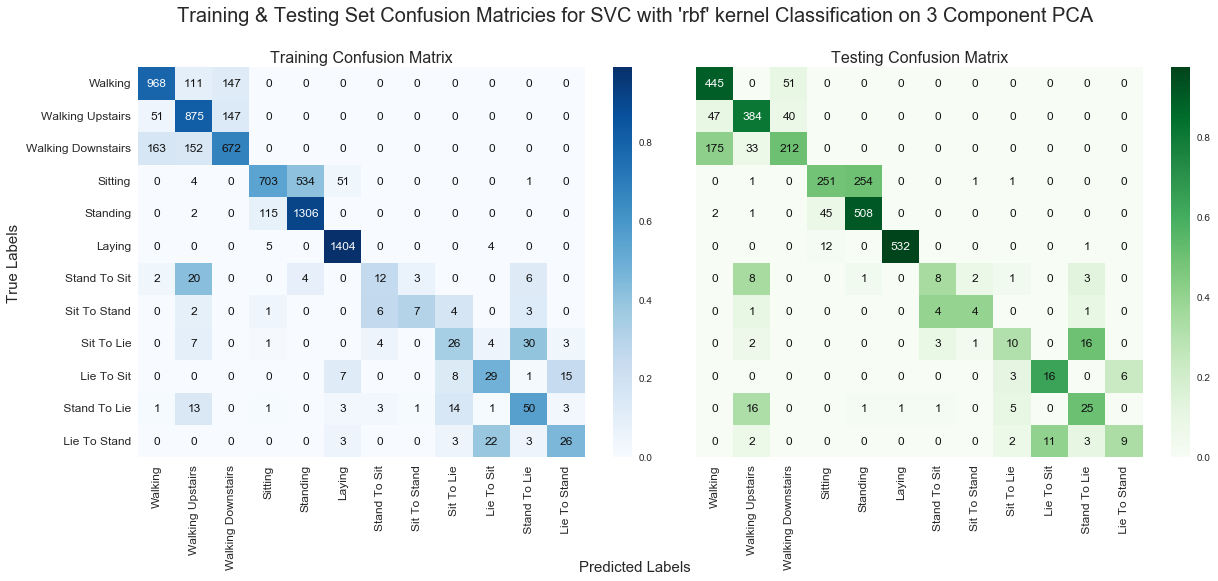 Training & Testing Set Confusion Matricies for SVC with 'rbf' kernel Classification on 3 Component PCA
Training Confusion Matrix
True Labels
Walking 968 111 147 0 0 0 0 0 0 0 0 0
Walking Upstairs 51 875 147 0 0 0 0 0 0 0 0 0
Walking Downstairs 163 152 672 0 0 0 0 0 0 0 0 0
Sitting 0 4 0 703 534 51 0 0 0 0 1 0
Standing 0 2 0 115 1306 0 0 0 0 0 0 0
Laying 0 0 0 5 0 1404 0 0 0 4 0 0
Stand To Sit 2 20 0 0 4 0 12 3 0 0 6 0
Sit To Stand 0 2 0 1 0 0 6 7 4 0 3 0
Sit To Lie 0 7 0 1 0 0 4 0 26 4 30 3
Lie To Sit 0 0 0 0 0 7 0 0 8 29 1 15
Stand To Lie 1 13 0 1 0 3 3 1 14 1 50 3
Lie To Stand 0 0 0 0 0 3 0 0 3 22 3 26
Walking
Walking Upstairs
Walking Downstairs
Sitting
Standing
Laying
Stand To Sit
Sit To Stand
Sit To Lie
Lie To Sit
Stand To Lie
Lie To Stand
0.8
0.6
0.4
0.2
0.0
Testing Confusion Matrix
445 0 51 0 0 0 0 0 0 0 0 0
47 384 40 0 0 0 0 0 0 0 0 0
175 33 212 0 0 0 0 0 0 0 0 0
0 1 0 251 254 0 0 1 1 0 0 0
2 1 0 45 508 0 0 0 0 0 0 0
0 0 0 12 0 532 0 0 0 0 1 0
0 8 0 0 1 0 8 2 1 0 3 0
0 1 0 0 0 0 4 4 0 0 1 0
0 2 0 0 0 0 3 1 10 0 16 0
0 0 0 0 0 0 0 0 3 16 0 6
0 16 0 0 1 1 1 0 5 0 25 0
0 2 0 0 0 0 0 0 2 11 3 9
Walking
Walking Upstairs
Walking Downstairs
Sitting
Standing
Laying
Stand To Sit
Sit To Stand
Sit To Lie
Lie To Sit
Stand To Lie
Lie To Stand
0.8
0.6
0.4
0.2
0.0
Predicted Labels